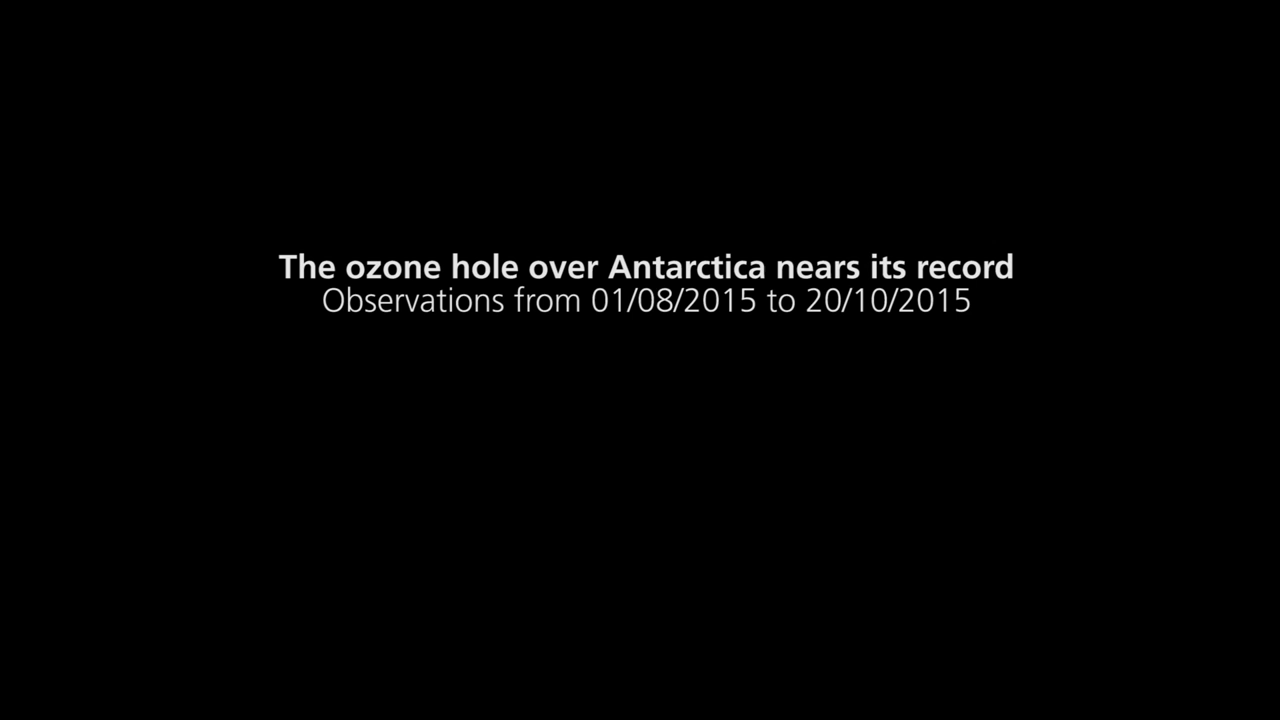 The ozone hole over Antarctica nears its record
Observations from 01/08/2015 to 20/10/2015